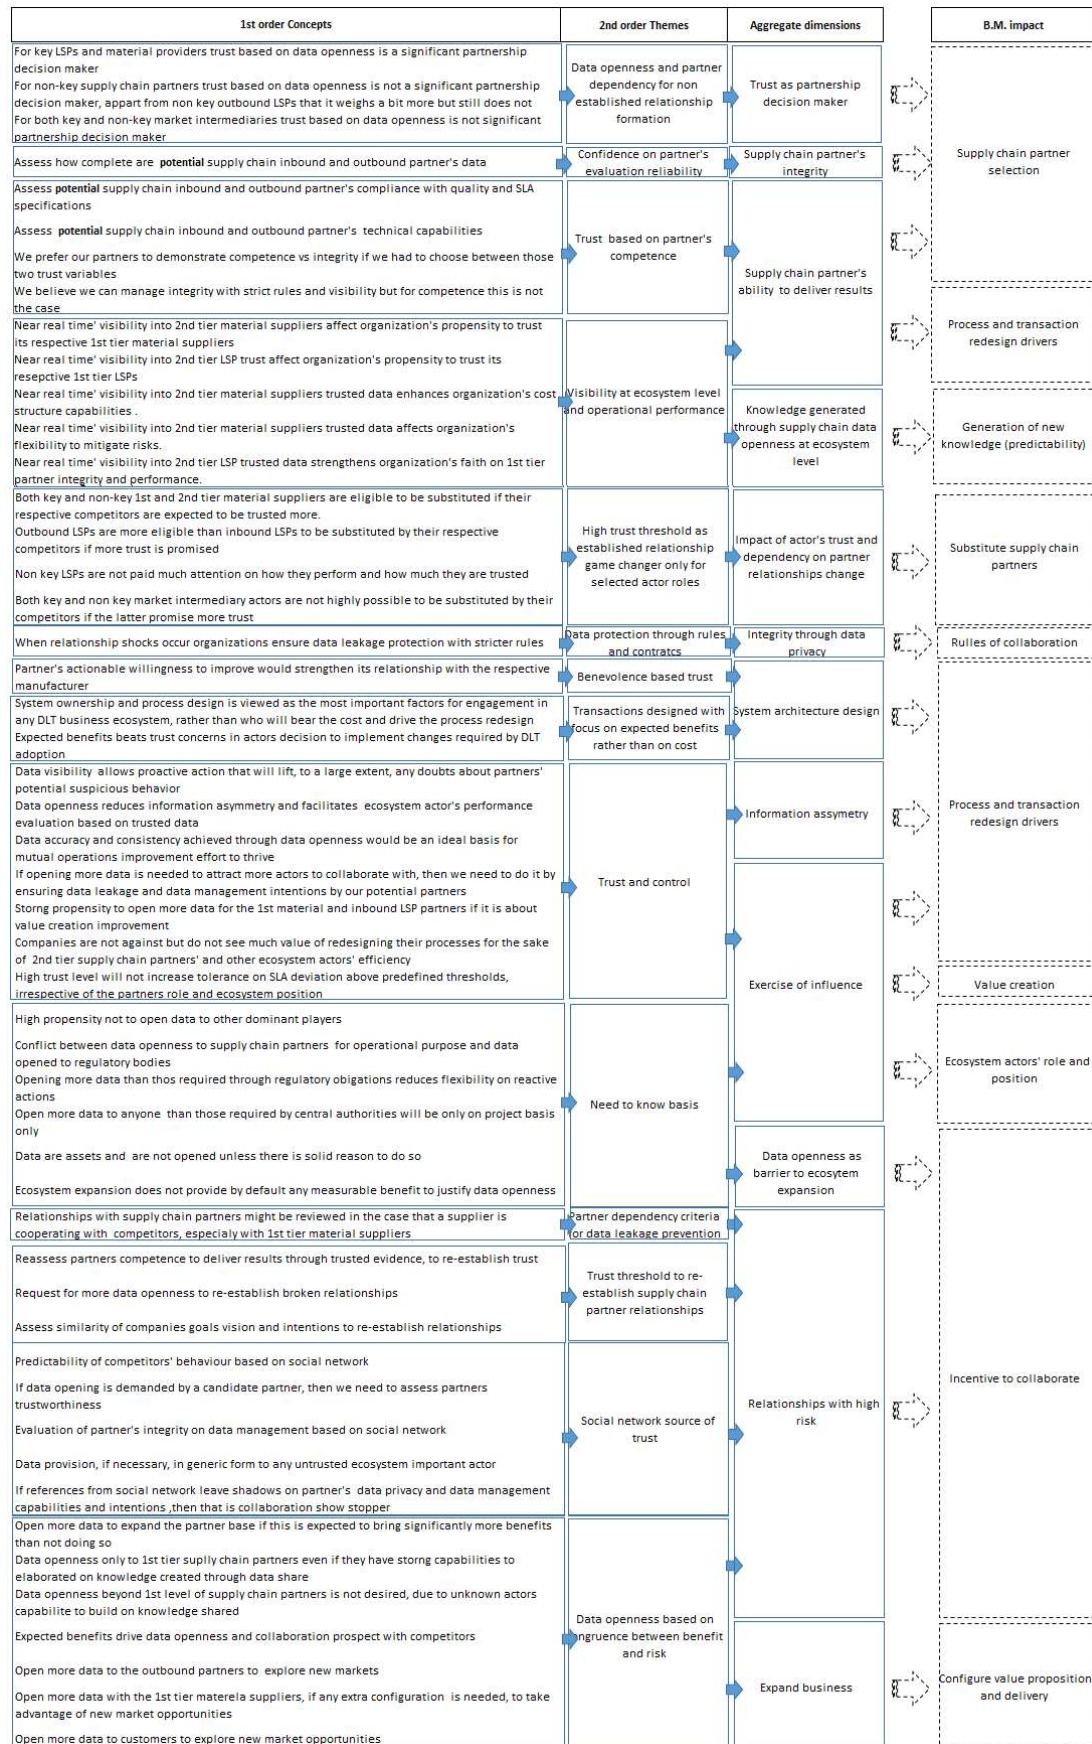 1st order Concepts
2nd order Themes
Aggregate dimensions
B.M. impact
For key LSPs and material providers trust based on data openness is a significant partnership
decision maker
For non-key supply chain partners trust based on data openness is not a significant partnership
decision maker, appart from non key outbound LSPs that it weighs a bit more but still does not
For both key and non-key market intermediaries trust based on data openness is not significant
partnership decision maker
Data openness and partner
dependency for non
established relationship
formation
Trust as partnership
decision maker
Supply chain partner
selection
Assess how complete are potential supply chain inbound and outbound partner's data
Confidence on partner's
evaluation reliability
Supply chain partner's
integrity
Assess potential supply chain inbound and outbound partner's compliance with quality and SLA
specifications
Assess potential supply chain inbound and outbound partner's technical capabilities
We prefer our partners to demonstrate competence vs integrity if we had to choose between those
two trust variables
We believe we can manage integrity with strict rules and visibility but for competence this is not
the case
Trust based on partner's
competence
Supply chain partner's
ability to deliver results
Process and transaction
redesign drivers
Near real time' visibility into 2nd tier material suppliers affect organization's propensity to trust
its respective 1st tier material suppliers
Near real time' visibility into 2nd tier LSP trust affect organization's propensity to trust its
resepctive 1st tier LSPs
Near real time' visibility into 2nd tier material suppliers trusted data enhances organization's cost
structure capabilities .
Near real time' visibility into 2nd tier material suppliers trusted data affects organization's
flexibility to mitigate risks.
Near real time' visibility into 2nd tier LSP trusted data strengthens organization's faith on 1st tier
partner integrity and performance.
Visibility at ecosystem level
and operational performance
Knowledge generated
through supply chain data
openness at ecosystem
level
Generation of new
knowledge (predictability)
Both key and non-key 1st and 2nd tier material suppliers are eligible to be substituted if their
respective competitors are expected to be trusted more.
Outbound LSPs are more eligible than inbound LSPs to be substituted by their respective
competitors if more trust is promised
Non key LSPs are not paid much attention on how they perform and how much they are trusted
Both key and non key market intermediary actors are not highly possible to be substituted by their
competitors if the latter promise more trust
High trust threshold as
established relationship
game changer only for
selected actor roles
Impact of actor's trust and
dependency on partner
relationships change
Substitute supply chain
partners
When relationship shocks occur organizations ensure data leakage protection with stricter rules
Data protection through rules
and contratcs
Integrity through data
privacy
Rulles of collaboration
Partner's actionable willingness to improve would strengthen its relationship with the respective
manufacturer
Benevolence based trust
System ownership and process design is viewed as the most important factors for engagement in
any DLT business ecosystem, rather than who will bear the cost and drive the process redesign
Expected benefits beats trust concerns in actors decision to implement changes required by DLT
adoption
Transactions designed with
focus on expected benefits
rather than on cost
System architecture design
Data visibility allows proactive action that will lift, to a large extent, any doubts about partners'
potential suspicious behavior
Data openness reduces information asymmetry and facilitates ecosystem actor's performance
evaluation based on trusted data
Data accuracy and consistency achieved through data openness would be an ideal basis for
mutual operations improvement effort to thrive
If opening more data is needed to attract more actors to collaborate with, then we need to do it by
ensuring data leakage and data management intentions by our potential partners
Storng propensity to open more data for the 1st material and inbound LSP partners if it is about
value creation improvement
Companies are not against but do not see much value of redesigning their processes for the sake
of 2nd tier supply chain partners' and other ecosystem actors' efficiency
High trust level will not increase tolerance on SLA deviation above predefined thresholds,
irrespective of the partners role and ecosystem position
Trust and control
Information assymetry
Process and transaction
redesign drivers
Exercise of influence
Value creation
High propensity not to open data to other dominant players
Conflict between data openness to supply chain partners for operational purpose and data
opened to regulatory bodies
Opening more data than thos required through regulatory obigations reduces flexibility on reactive
actions
Open more data to anyone than those required by central authorities will be only on project basis
only
Data are assets and are not opened unless there is solid reason to do so
Ecosystem expansion does not provide by default any measurable benefit to justify data openness
Need to know basis
Ecosystem actors' role and
position
Data openness as
barrier to ecosytem
expansion
Relationships with supply chain partners might be reviewed in the case that a supplier is
cooperating with competitors, especialy with 1st tier material suppliers
Partner dependency criteria
for data leakage prevention
Reassess partners competence to deliver results through trusted evidence, to re-establish trust
Request for more data openness to re-establish broken relationships
Assess similarity of companies goals vision and intentions to re-establish relationships
Trust threshold to re-
establish supply chain
partner relationships
Predictability of competitors' behaviour based on social network
If data opening is demanded by a candidate partner, then we need to assess partners
trustworthiness
Evaluation of partner's integrity on data management based on social network
Data provision, if necessary, in generic form to any untrusted ecosystem important actor
If references from social network leave shadows on partner's data privacy and data management
capabilities and intentions ,then that is collaboration show stopper
Social network source of
trust
Relationships with high
risk
Incentive to collaborate
Open more data to expand the partner base if this is expected to bring significantly more benefits
than not doing so
Data openness only to 1st tier suplly chain partners even if they have storng capabilities to
elaborated on knowledge created through data share
Data openness beyond 1st level of supply chain partners is not desired, due to unknown actors
capabilite to build on knowledge shared
Expected benefits drive data openness and collaboration prospect with competitors
Open more data to the outbound partners to explore new markets
Open more data with the 1st tier materela suppliers, if any extra configuration is needed, to take
advantage of new market opportunities
Open more data to customers to explore new market opportunities
Data openness based on
congruence between benefit
and risk
Expand business
Configure value proposition
and delivery